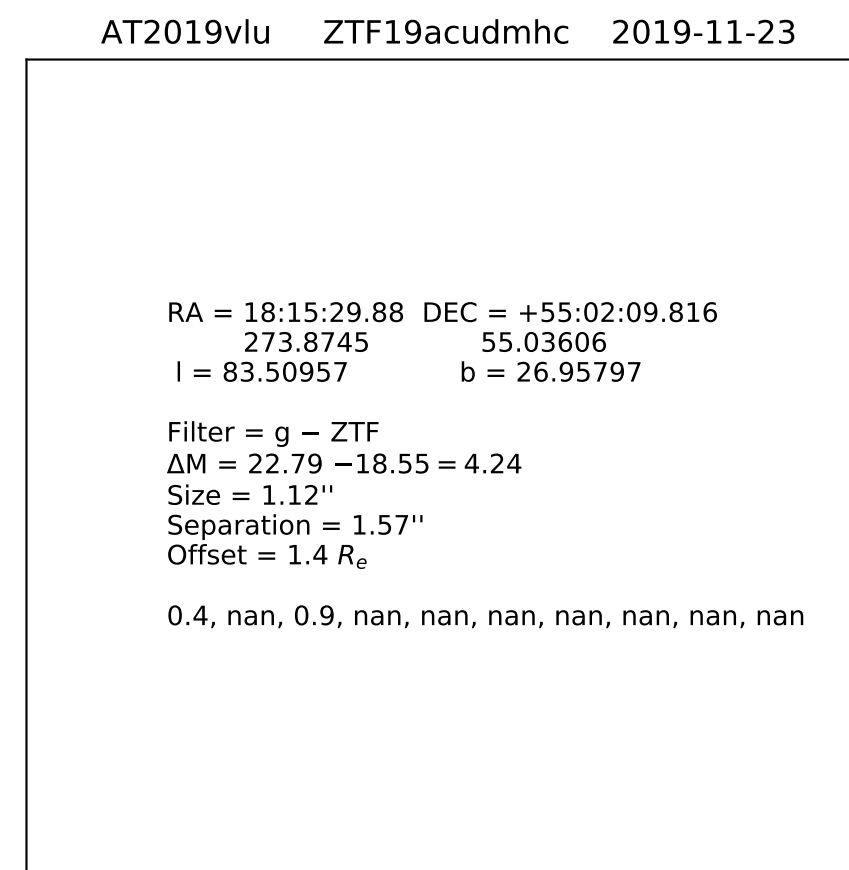 AT2019vlu ZTF19acudmhc 2019-11-23
RA = 18:15:29.88 DEC = +55:02:09.816
273.8745 55.03606
l = 83.50957 b = 26.95797
Filter = g − ZTF
ΔM = 22.79 −18.55 = 4.24
Size = 1.12''
Separation = 1.57''
Offset = 1.4 Rₑ
0.4, nan, 0.9, nan, nan, nan, nan, nan, nan, nan